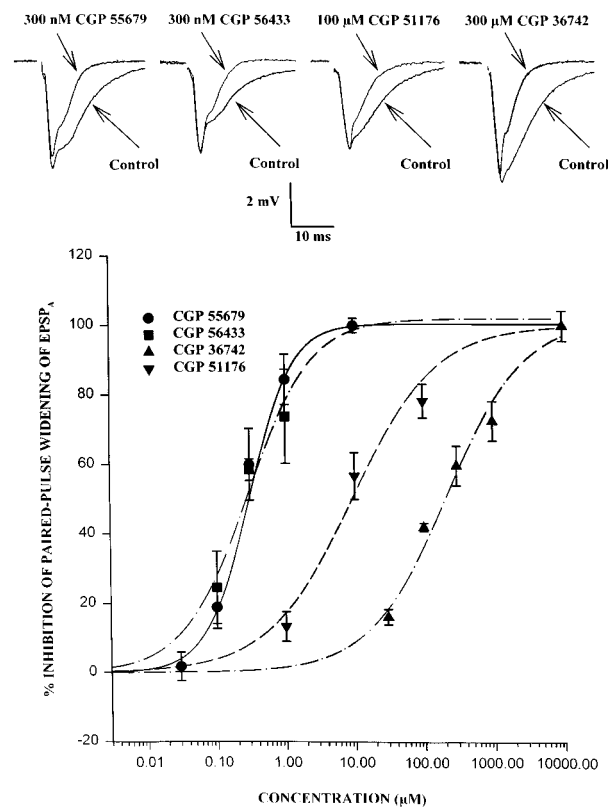 300 nM CGP 55679 300 nM CGP 56433 100 µM CGP 51176 300 µM CGP 36742
Control Control Control Control
2 mV
10 ms
% INHIBITION OF PAIRED-PULSE WIDENING OF EPSP_A
120
100
80
60
40
20
0
-20
CGP 55679
CGP 56433
CGP 36742
CGP 51176
0.01 0.10 1.00 10.00 100.00 1000.00 10000.00
CONCENTRATION (µM)